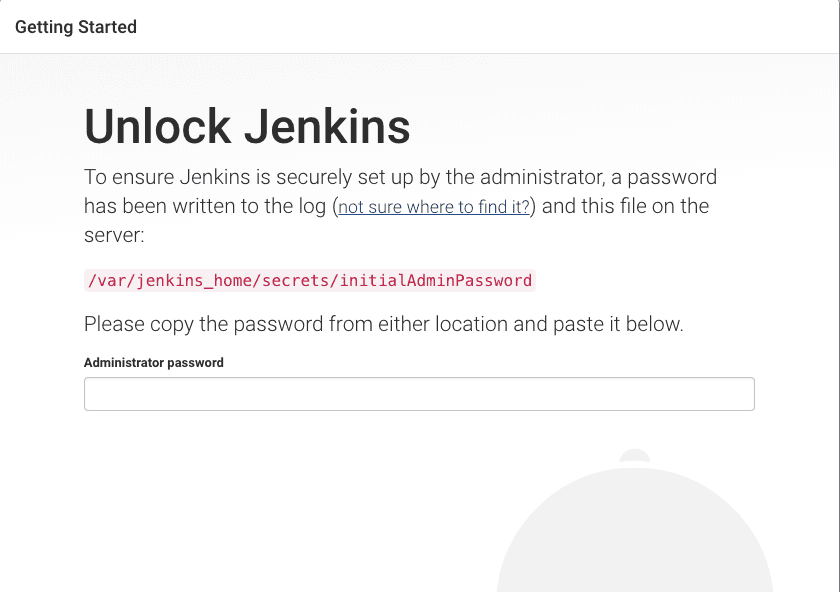 Getting Started
Unlock Jenkins
To ensure Jenkins is securely set up by the administrator, a password
has been written to the log (not sure where to find it?) and this file on the
server:
/var/jenkins_home/secrets/initialAdminPassword
Please copy the password from either location and paste it below.
Administrator password